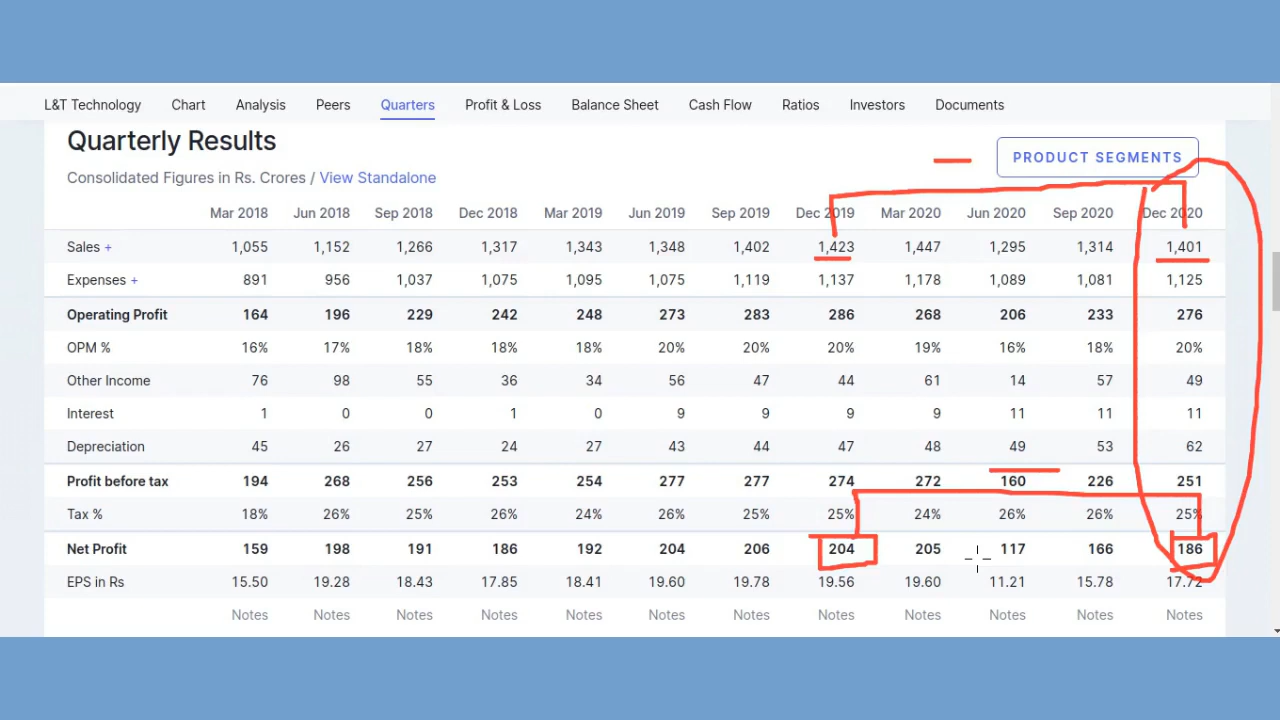 L&T Technology Chart Analysis Peers Quarters Profit & Loss Balance Sheet Cash Flow Ratios Investors Documents
Quarterly Results
PRODUCT SEGMENTS
Consolidated Figures in Rs. Crores / View Standalone
Mar 2018 Jun 2018 Sep 2018 Dec 2018 Mar 2019 Jun 2019 Sep 2019 Dec 2019 Mar 2020 Jun 2020 Sep 2020 Dec 2020
Sales + 1,055 1,152 1,266 1,317 1,343 1,348 1,402 1,423 1,447 1,295 1,314 1,401
Expenses + 891 956 1,037 1,075 1,095 1,075 1,119 1,137 1,178 1,089 1,081 1,125
Operating Profit 164 196 229 242 248 273 283 286 268 206 233 276
OPM % 16% 17% 18% 18% 18% 20% 20% 20% 19% 16% 18% 20%
Other Income 76 98 55 36 34 56 47 44 61 14 57 49
Interest 1 0 0 1 0 9 9 9 9 11 11 11
Depreciation 45 26 27 24 27 43 44 47 48 49 53 62
Profit before tax 194 268 256 253 254 277 277 274 272 160 226 251
Tax % 18% 26% 25% 26% 24% 26% 25% 25% 24% 26% 26% 25%
Net Profit 159 198 191 186 192 204 206 204 205 117 166 186
EPS in Rs 15.50 19.28 18.43 17.85 18.41 19.60 19.78 19.56 19.60 11.21 15.78 17.72
Notes Notes Notes Notes Notes Notes Notes Notes Notes Notes Notes Notes